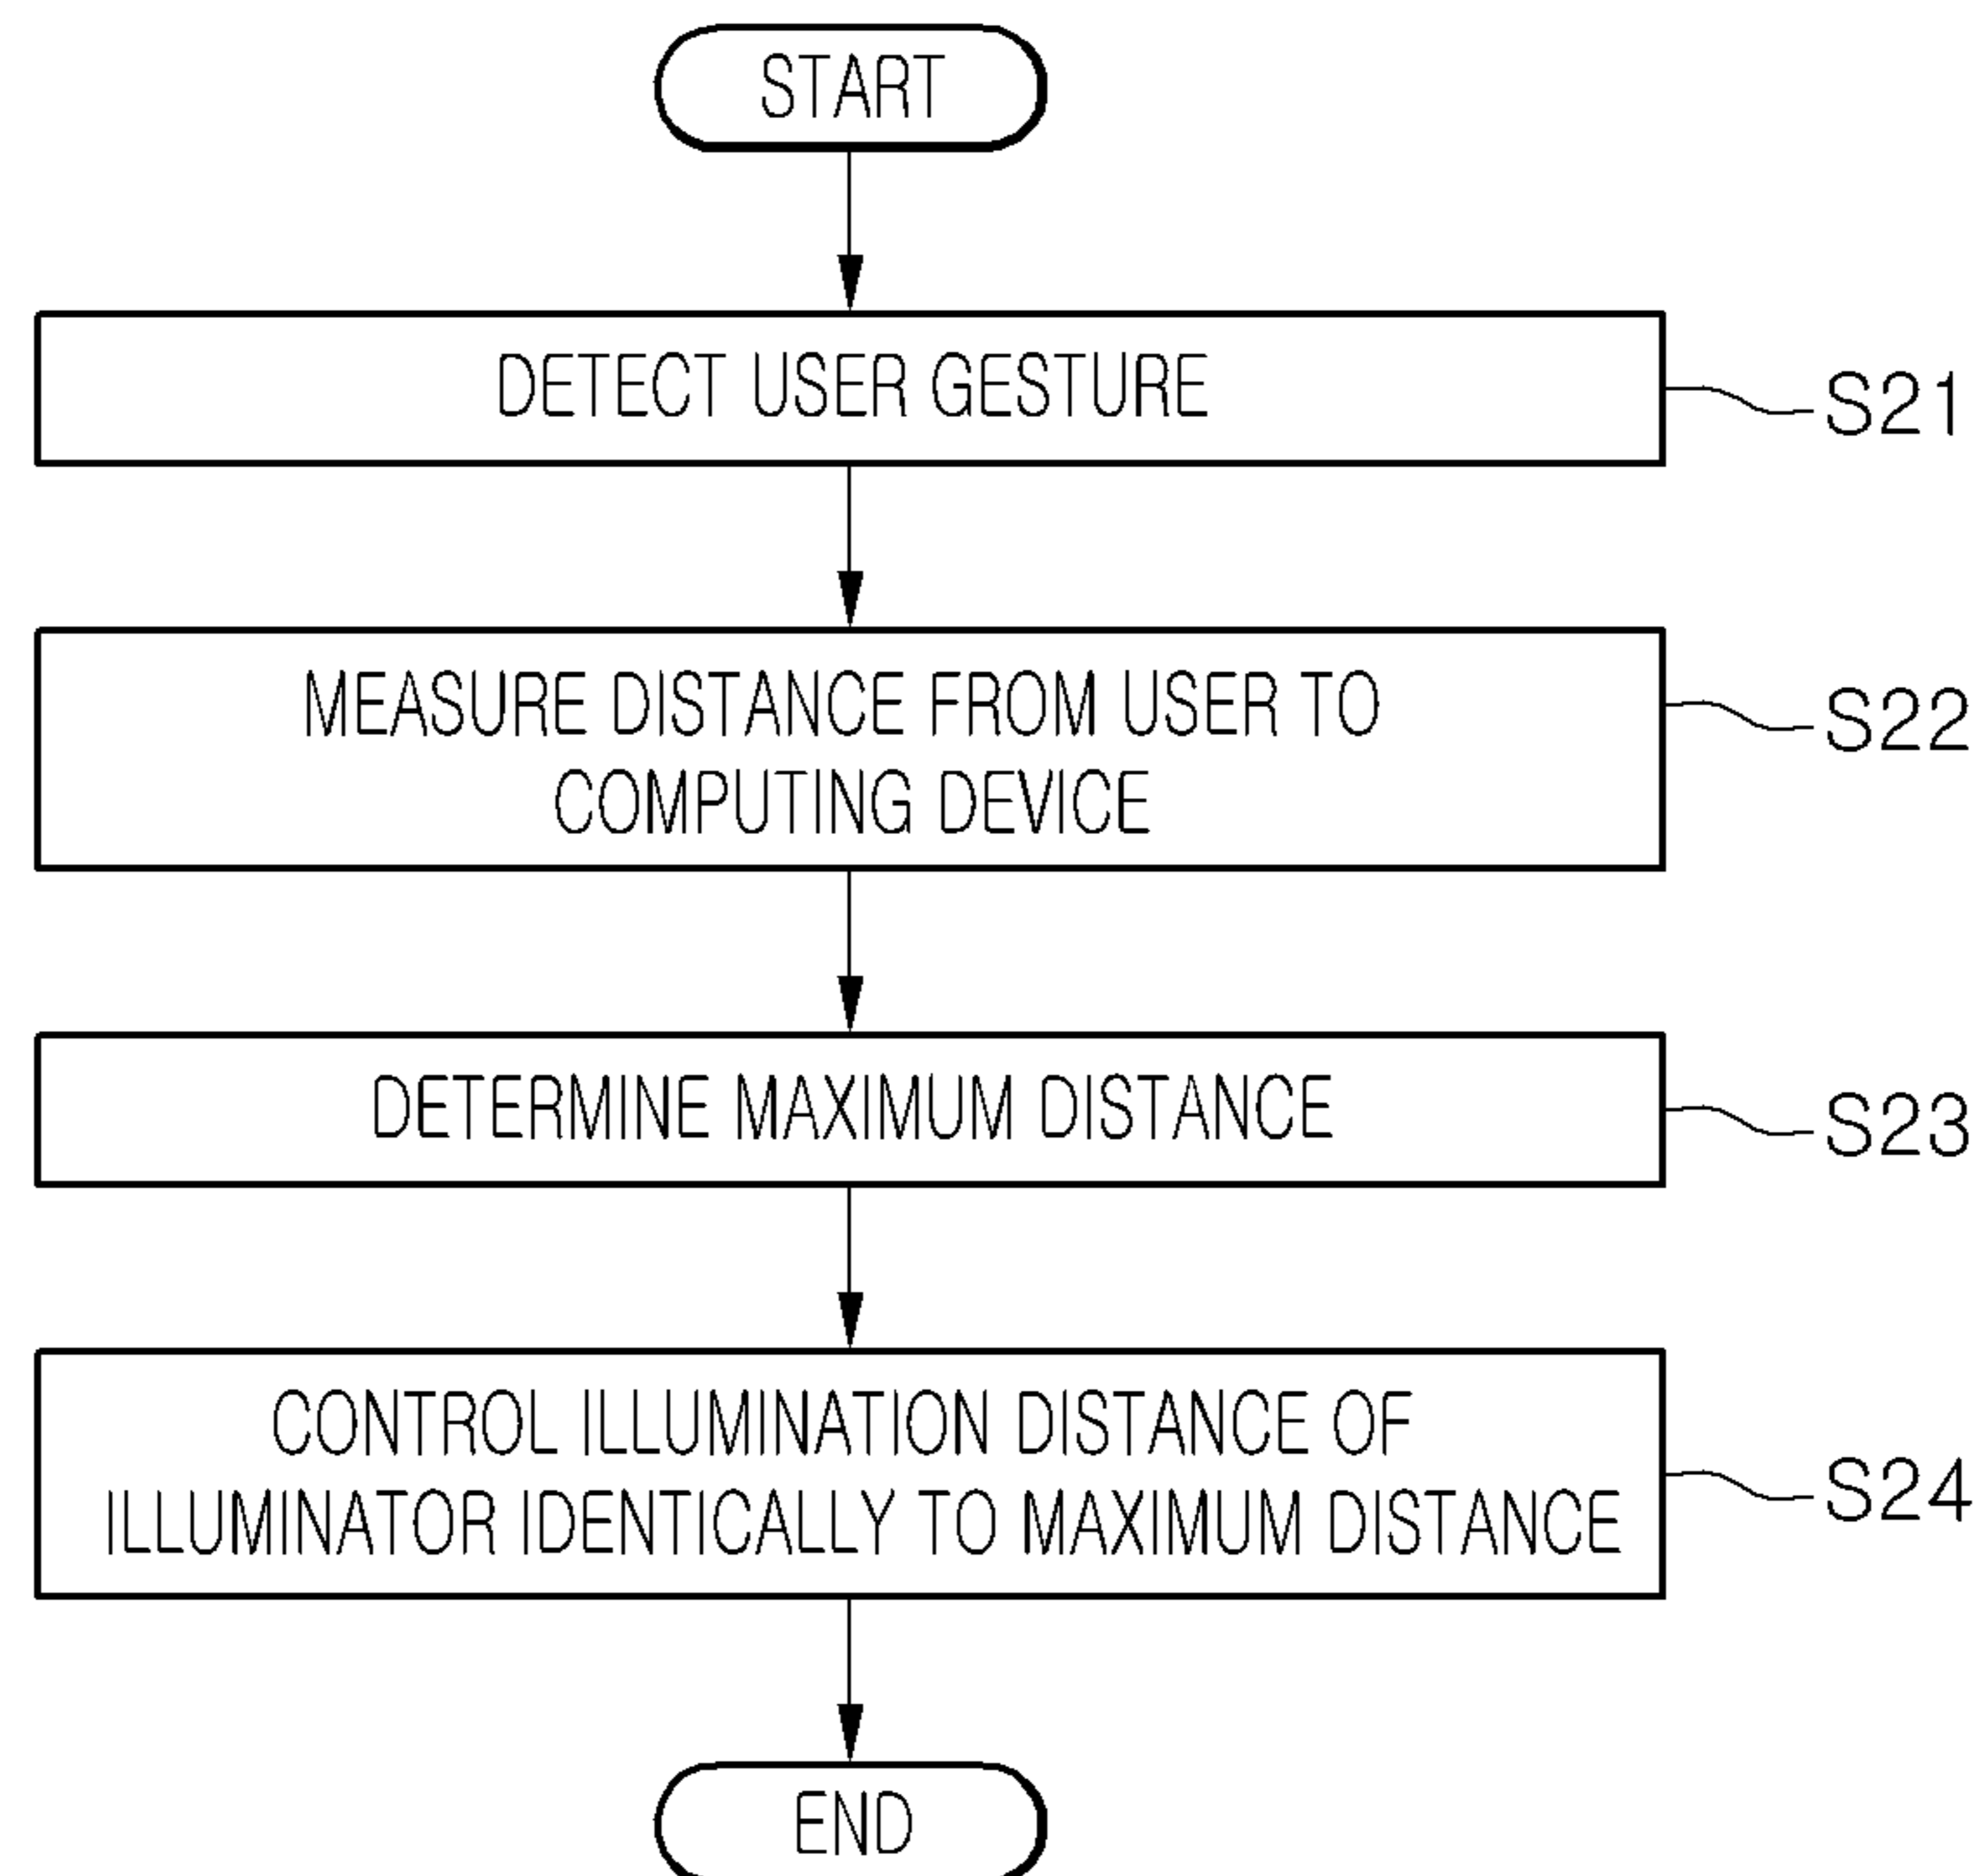 START
DETECT USER GESTURE
S21
MEASURE DISTANCE FROM USER TO
COMPUTING DEVICE
S22
DETERMINE MAXIMUM DISTANCE
S23
CONTROL ILLUMINATION DISTANCE OF
ILLUMINATOR IDENTICALLY TO MAXIMUM DISTANCE
S24
END